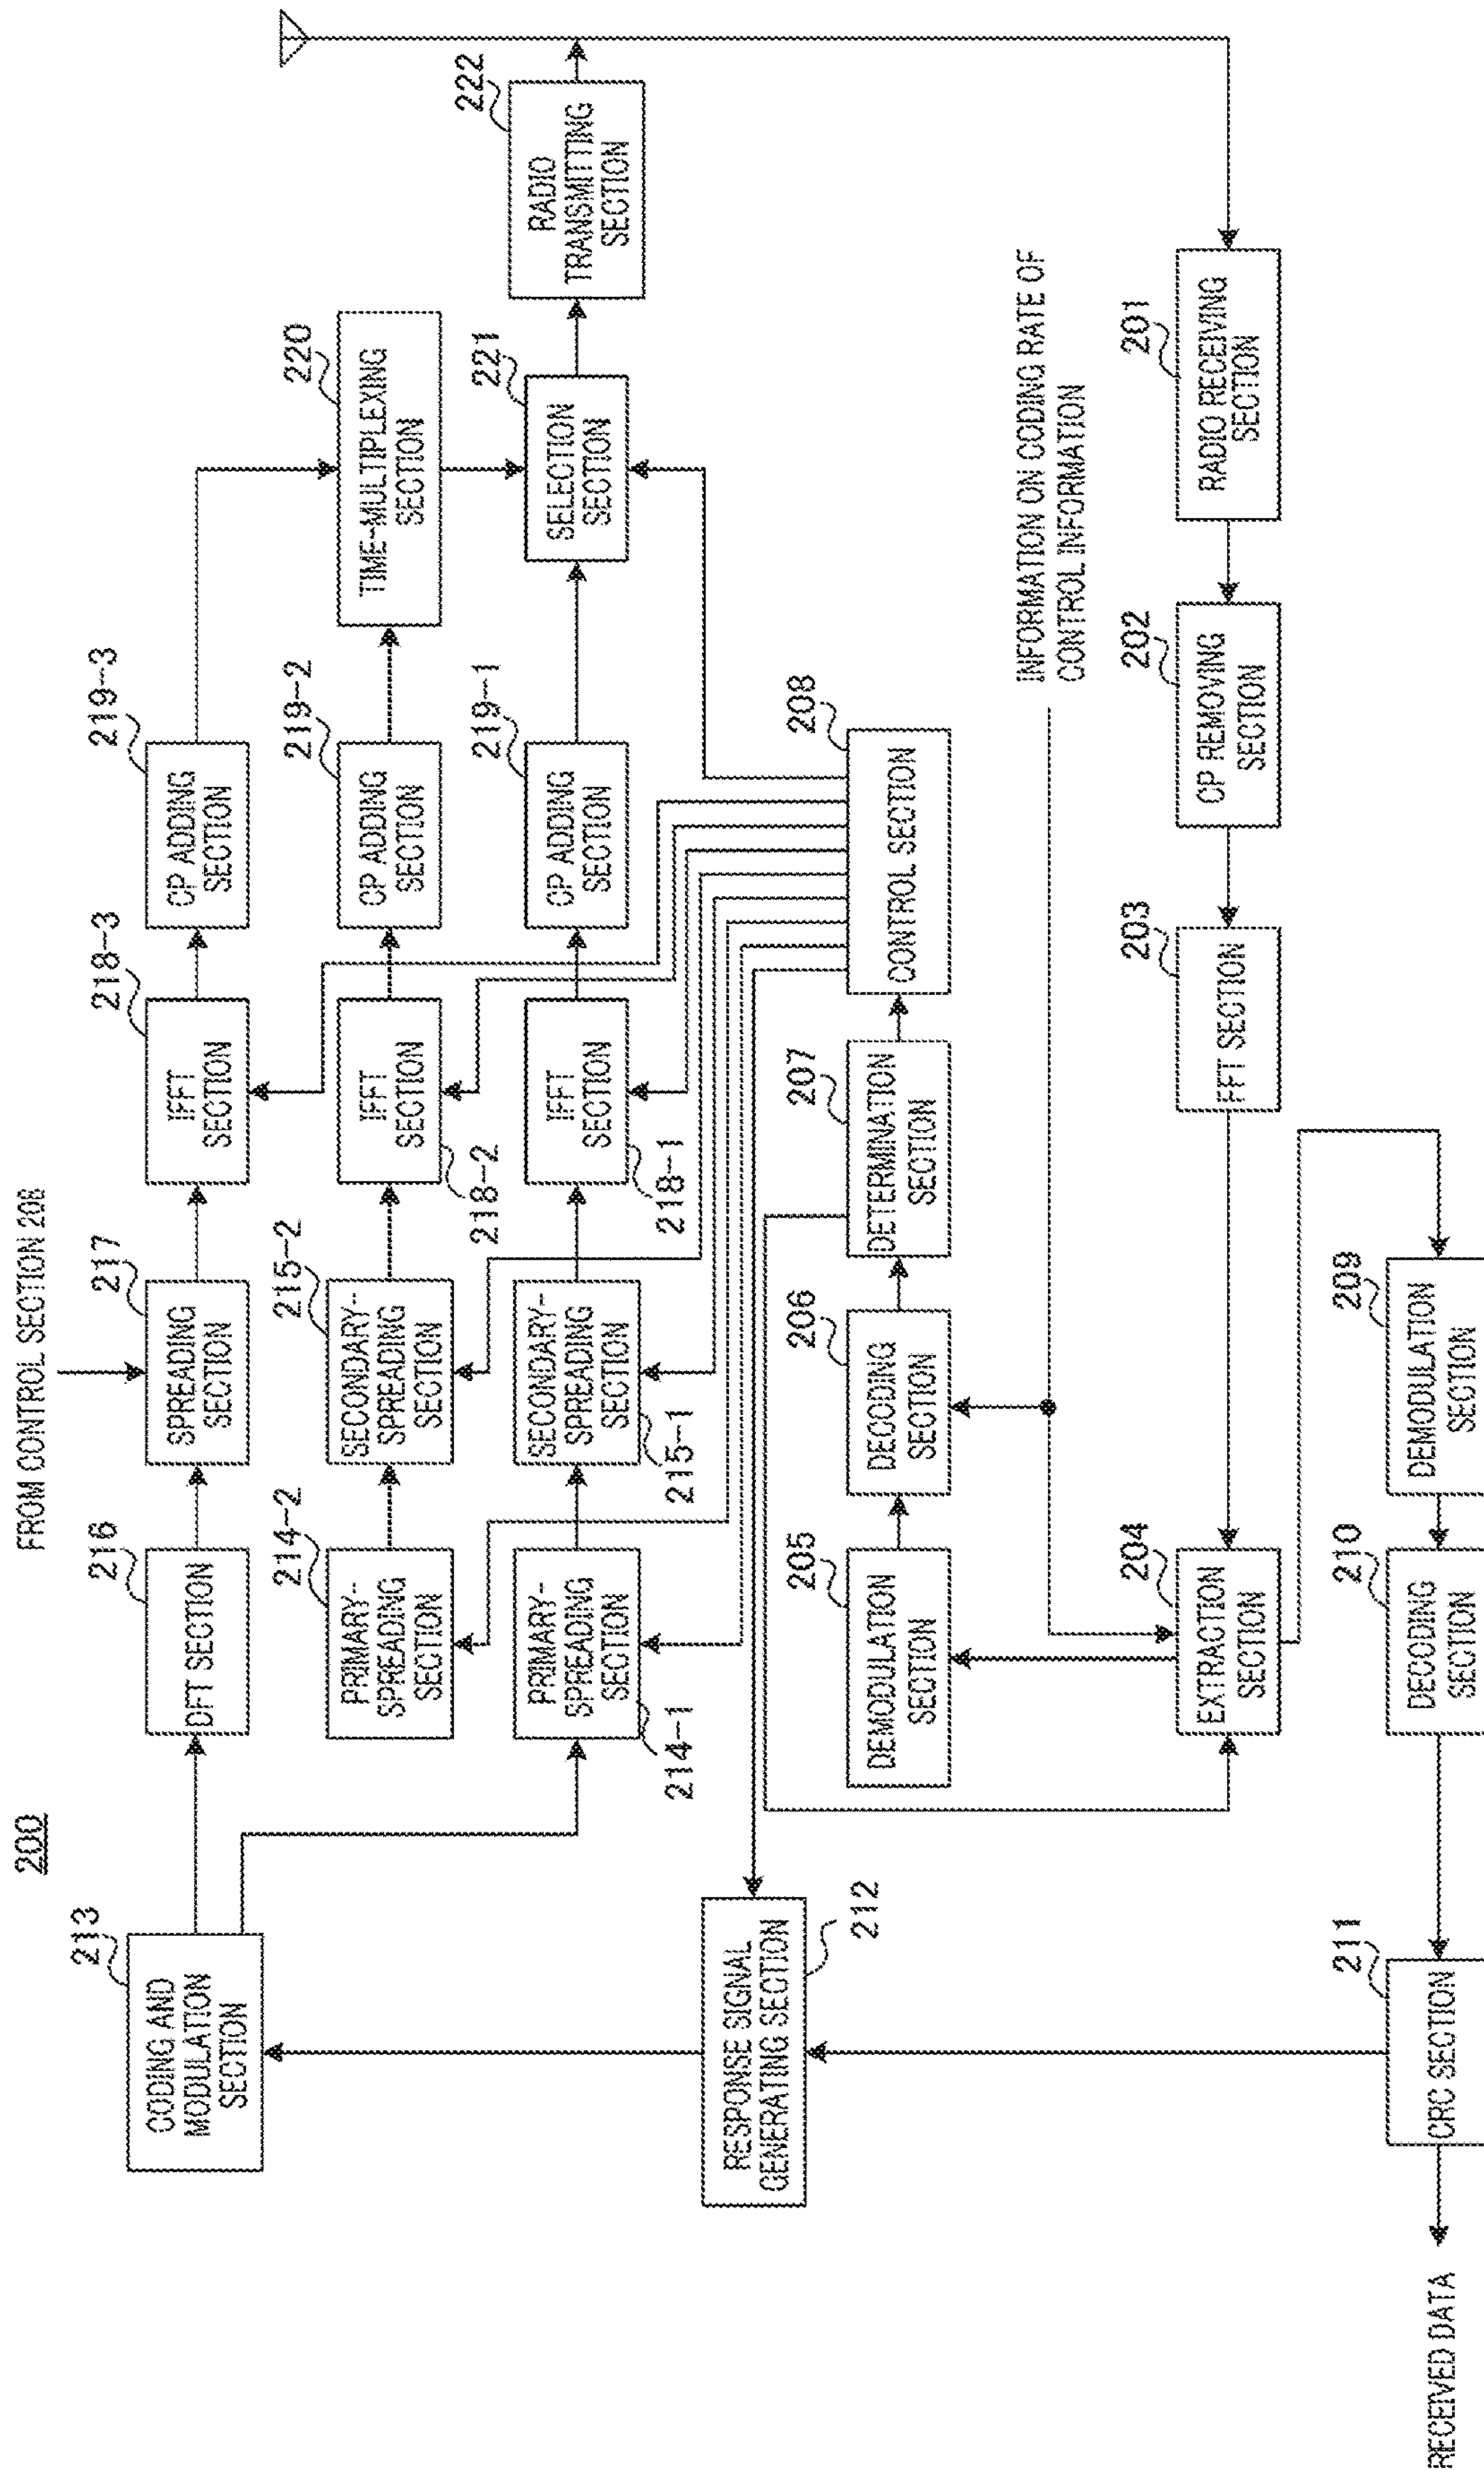 200
FROM CONTROL SECTION 208
213
CODING AND
MODULATION
SECTION
216
DFT SECTION
217
SPREADING
SECTION
218-3
IFFT
SECTION
219-3
CP ADDING
SECTION
214-2
PRIMARY-
SPREADING
SECTION
215-2
SECONDARY-
SPREADING
SECTION
218-2
IFFT
SECTION
219-2
CP ADDING
SECTION
220
TIME-MULTIPLEXING
SECTION
214-1
PRIMARY-
SPREADING
SECTION
215-1
SECONDARY-
SPREADING
SECTION
218-1
IFFT
SECTION
219-1
CP ADDING
SECTION
221
SELECTION
SECTION
222
RADIO
TRANSMITTING
SECTION
212
RESPONSE SIGNAL
GENERATING SECTION
205
DEMODULATION
SECTION
206
DECODING
SECTION
207
DETERMINATION
SECTION
208
CONTROL SECTION
INFORMATION ON CODING RATE OF
CONTROL INFORMATION
204
EXTRACTION
SECTION
203
FFT SECTION
202
CP REMOVING
SECTION
201
RADIO RECEIVING
SECTION
RECEIVED DATA
211
CRC SECTION
210
DECODING
SECTION
209
DEMODULATION
SECTION